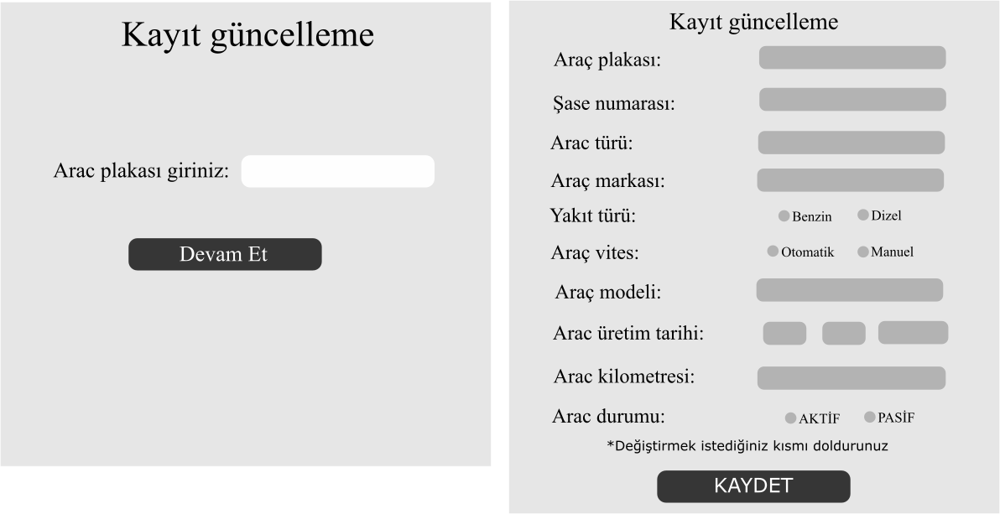 Kayıt güncelleme
Arac plakası giriniz:
Devam Et
Kayıt güncelleme
Araç plakası:
Şase numarası:
Arac türü:
Araç markası:
Yakıt türü: Benzin Dizel
Araç vites: Otomatik Manuel
Araç modeli:
Arac üretim tarihi:
Arac kilometresi:
Arac durumu: AKTİF PASİF
*Değiştirmek istediğiniz kısmı doldurunuz
KAYDET